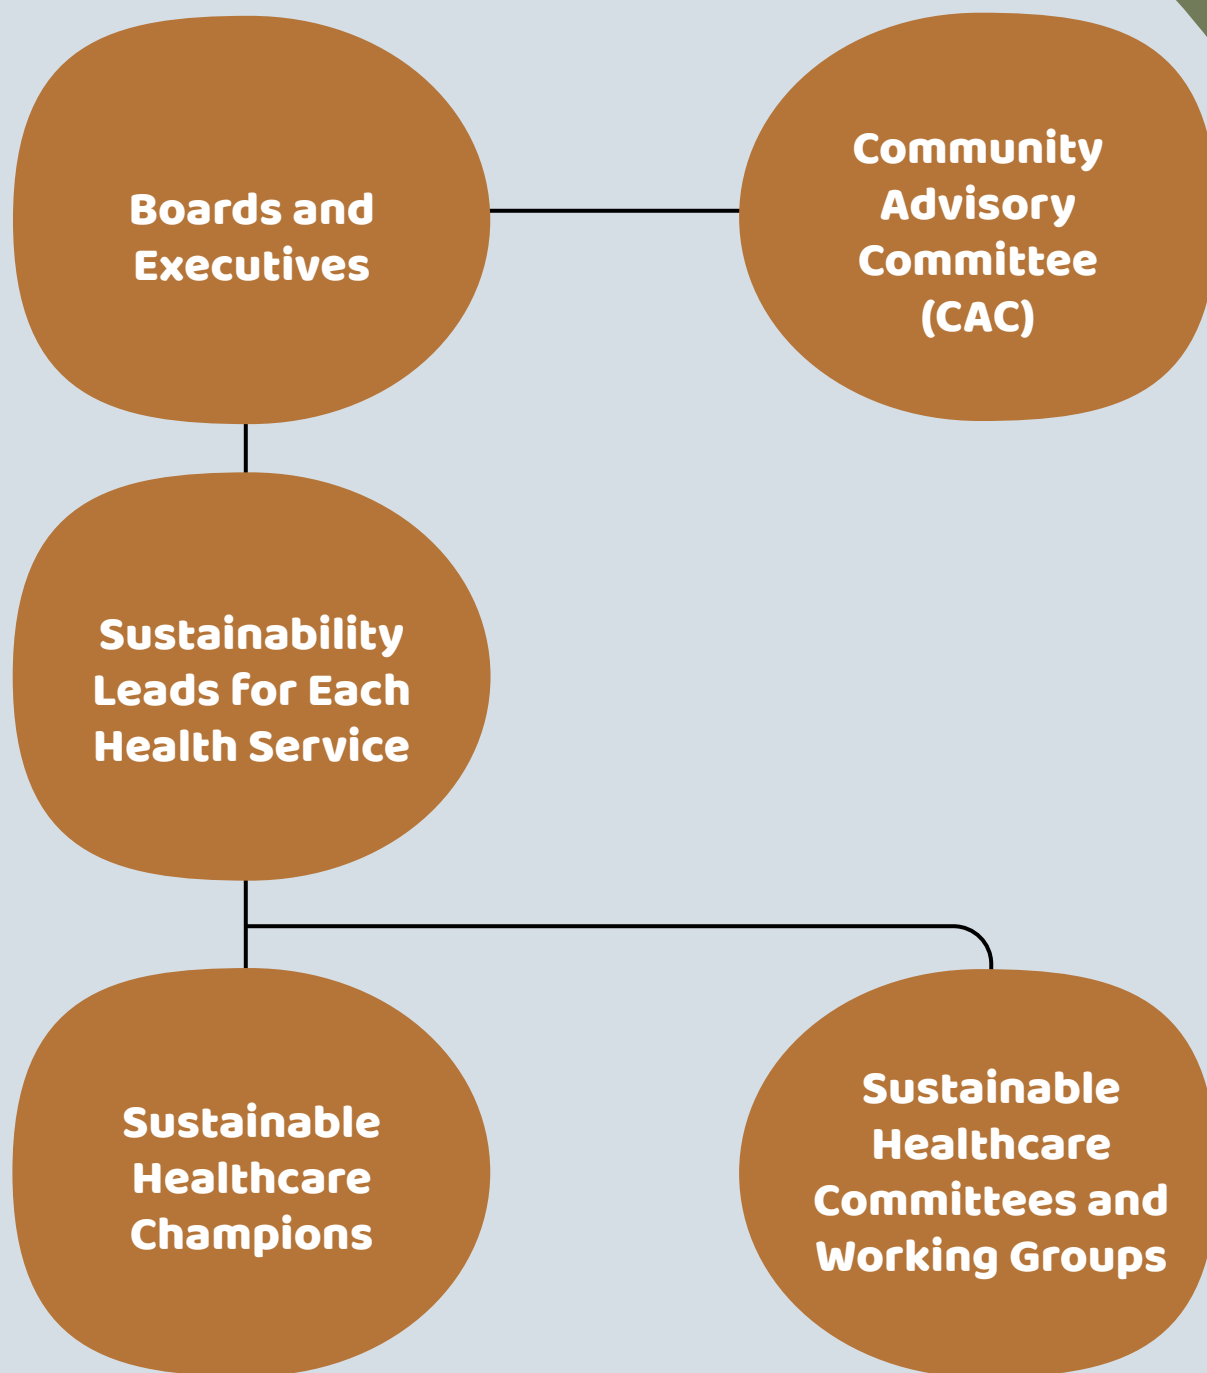 Boards and
Executives
Community
Advisory
Committee
(CAC)
Sustainability
Leads for Each
Health Service
Sustainable
Healthcare
Champions
Sustainable
Healthcare
Committees and
Working Groups